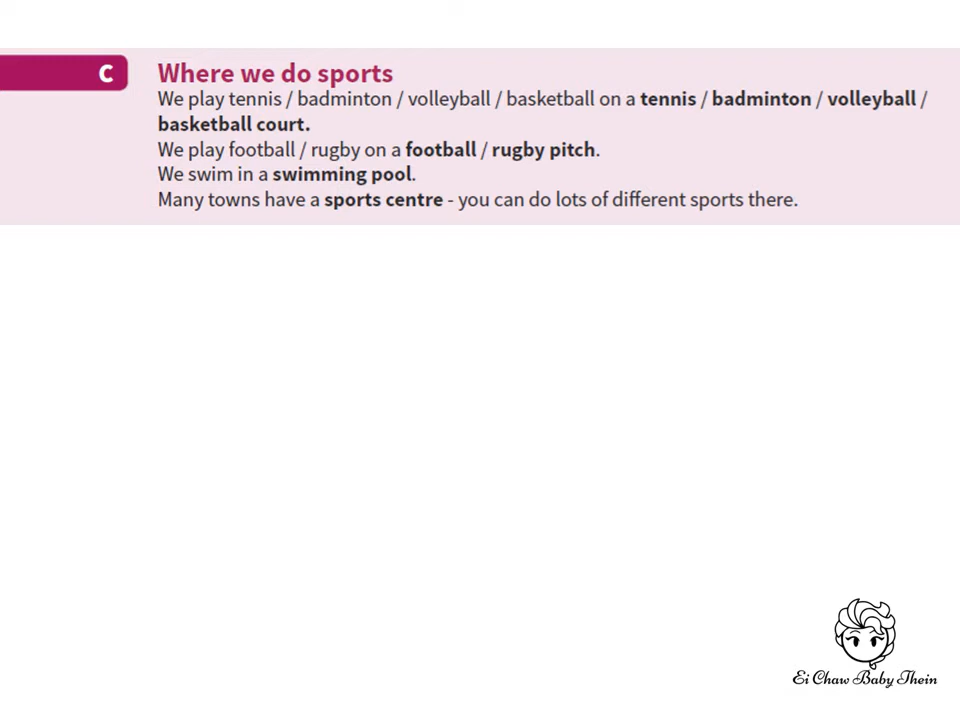 C
Where we do sports
We play tennis / badminton / volleyball / basketball on a tennis / badminton / volleyball /
basketball court.
We play football / rugby on a football / rugby pitch.
We swim in a swimming pool.
Many towns have a sports centre - you can do lots of different sports there.
Ei Chaw Baby Thein